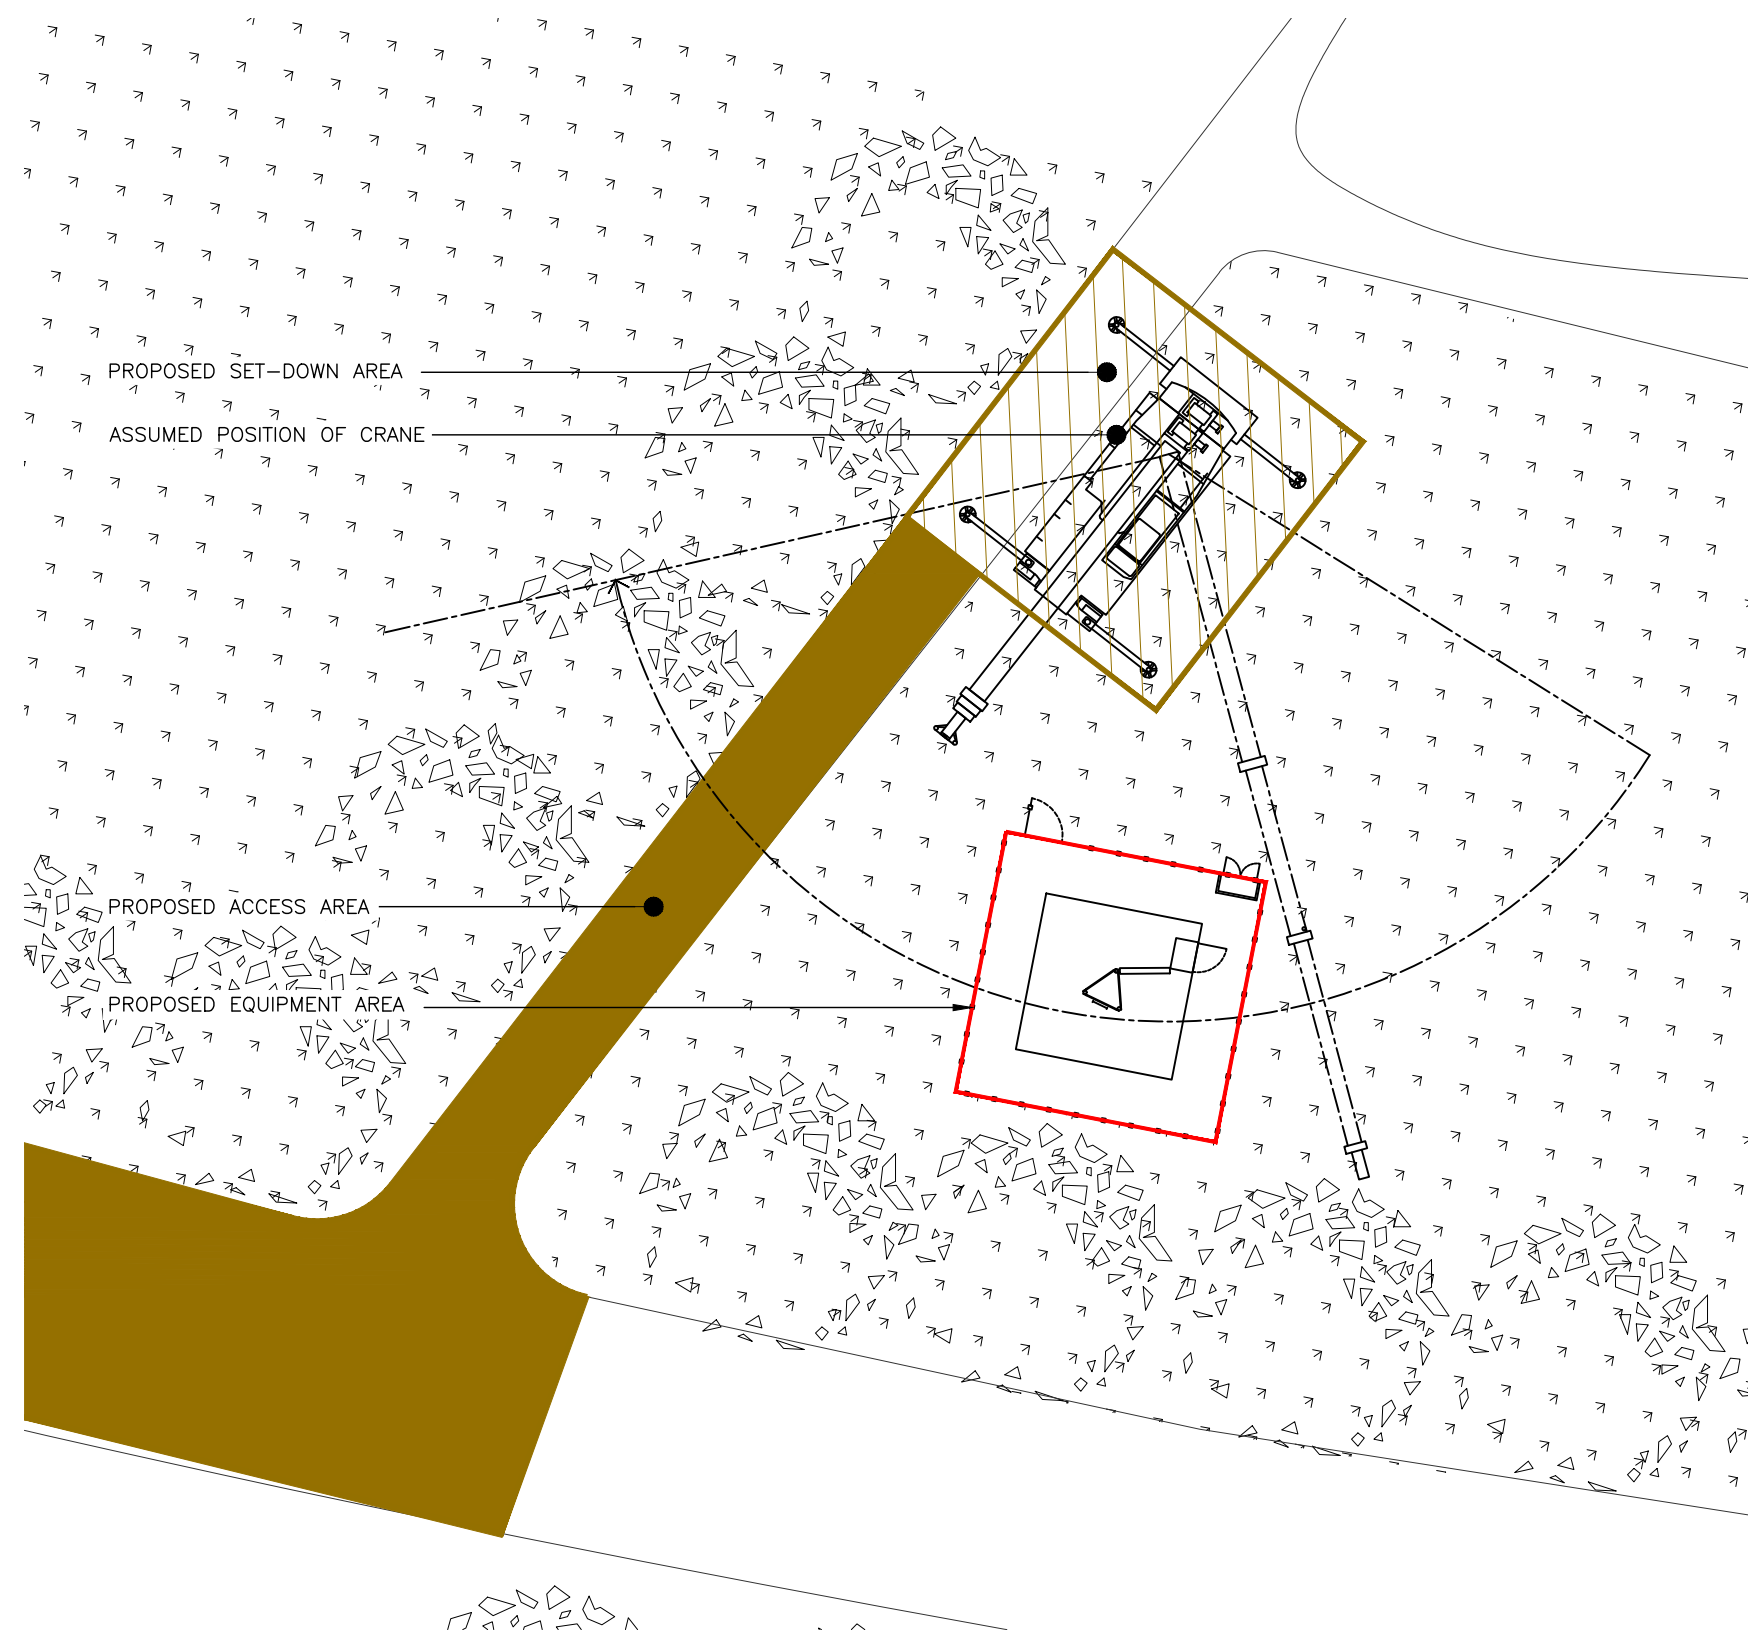 PROPOSED SET-DOWN AREA
ASSUMED POSITION OF CRANE
PROPOSED ACCESS AREA
PROPOSED EQUIPMENT AREA